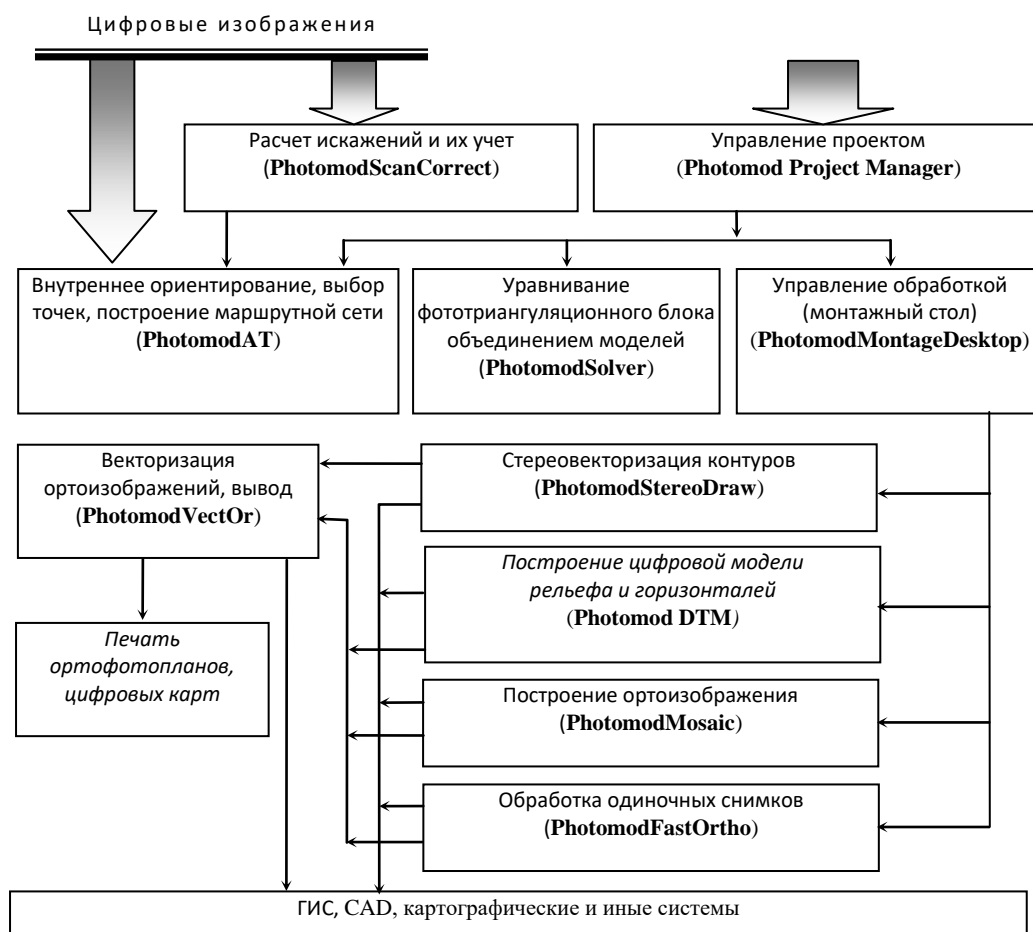 Цифровые изображения
Расчет искажений и их учет
(PhotomodScanCorrect)
Управление проектом
(Photomod Project Manager)
Внутреннее ориентирование, выбор
точек, построение маршрутной сети
(PhotomodAT)
Уравнивание
фототриангуляционного блока
объединением моделей
(PhotomodSolver)
Управление обработкой
(монтажный стол)
(PhotomodMontageDesktop)
Векторизация
ортоизображений, вывод
(PhotomodVectOr)
Стереовекторизация контуров
(PhotomodStereoDraw)
Построение цифровой модели
рельефа и горизонталей
(Photomod DTM)
Печать
ортофотопланов,
цифровых карт
Построение ортоизображения
(PhotomodMosaic)
Обработка одиночных снимков
(PhotomodFastOrtho)
ГИС, CAD, картографические и иные системы